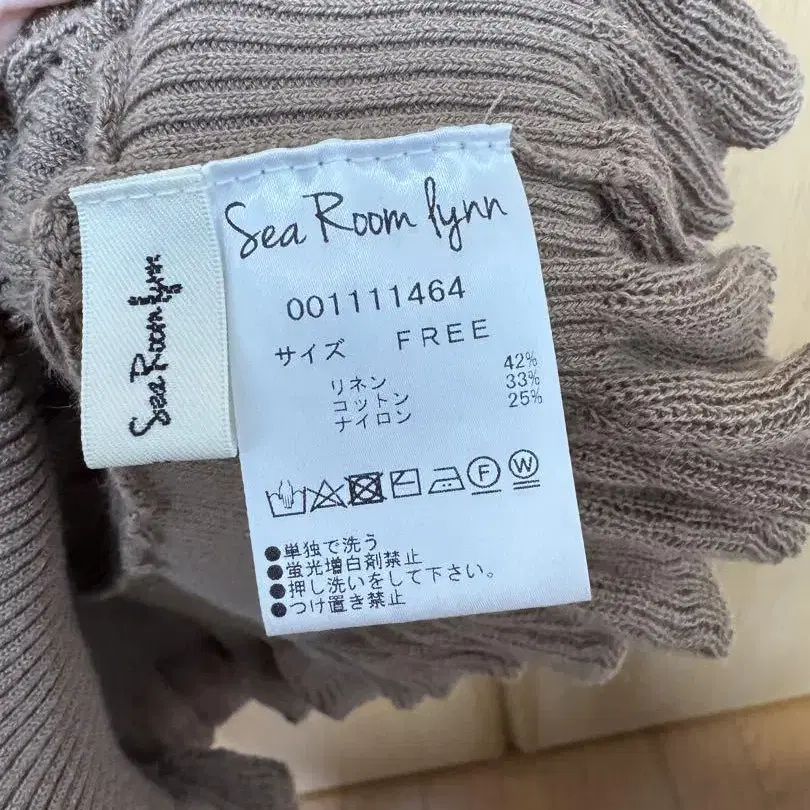 Sea Room lynn
Sea Room lynn
001111464
サイズ FREE
リネン 42%
コットン 33%
ナイロン 25%
F W
●単独で洗う
●蛍光増白剤禁止
●押し洗いをして下さい。
●つけ置き禁止